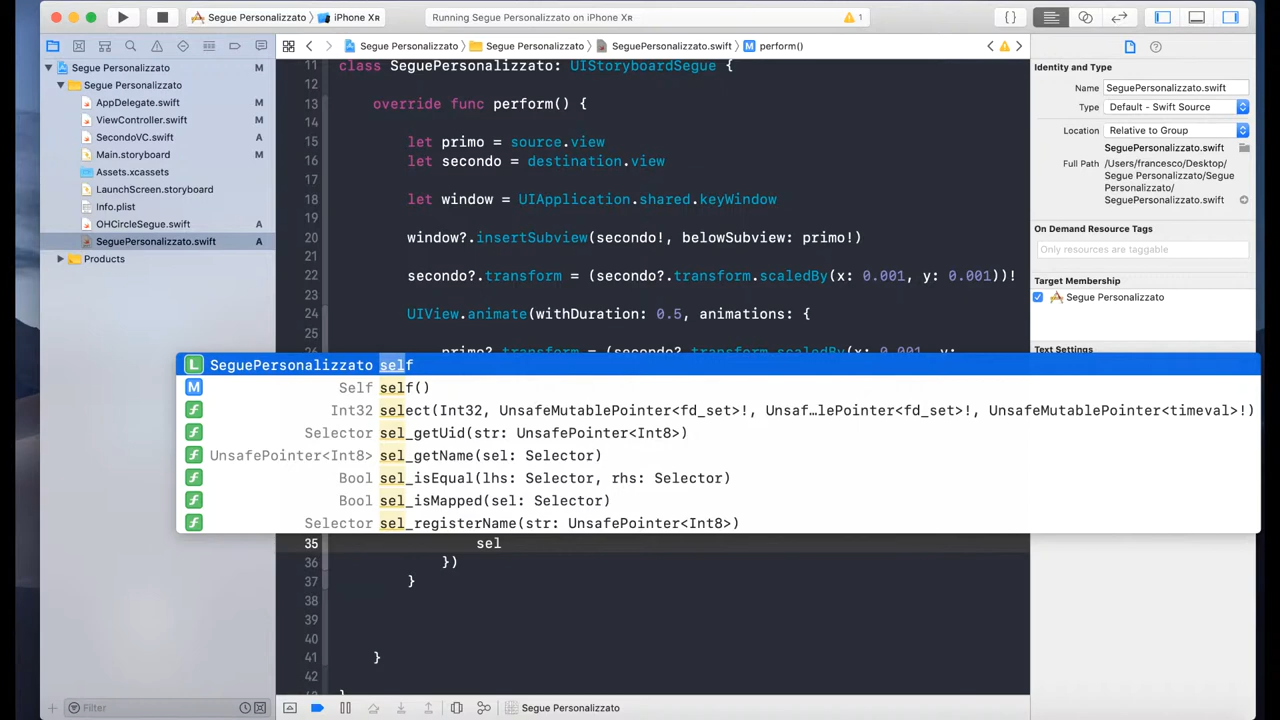 Segue Personalizzato
iPhone Xʀ
Running Segue Personalizzato on iPhone Xʀ
1
Segue Personalizzato
Segue Personalizzato
SeguePersonalizzato.swift
M perform()
Segue Personalizzato M
Segue Personalizzato
AppDelegate.swift M
ViewController.swift M
SecondoVC.swift A
Main.storyboard M
Assets.xcassets
LaunchScreen.storyboard
Info.plist
OHCircleSegue.swift A
SeguePersonalizzato.swift A
Products
Filter
11 class SeguePersonalizzato: UIStoryboardSegue {
12
13 override func perform() {
14
15 let primo = source.view
16 let secondo = destination.view
17
18 let window = UIApplication.shared.keyWindow
19
20 window?.insertSubview(secondo!, belowSubview: primo!)
21
22 secondo?.transform = (secondo?.transform.scaledBy(x: 0.001, y: 0.001))!
23
24 UIView.animate(withDuration: 0.5, animations: {
25
26 primo?.transform = (secondo?.transform.scaledBy(x: 0.001, y:
L SeguePersonalizzato self
M Self self()
f Int32 select(Int32, UnsafeMutablePointer<fd_set>!, Unsaf…lePointer<fd_set>!, UnsafeMutablePointer<timeval>!)
f Selector sel_getUid(str: UnsafePointer<Int8>)
f UnsafePointer<Int8> sel_getName(sel: Selector)
f Bool sel_isEqual(lhs: Selector, rhs: Selector)
f Bool sel_isMapped(sel: Selector)
f Selector sel_registerName(str: UnsafePointer<Int8>)
35 sel
36 })
37 }
38
39
40
41 }
42
43 }
Segue Personalizzato
Identity and Type
Name SeguePersonalizzato.swift
Type Default - Swift Source
Location Relative to Group
SeguePersonalizzato.swift
Full Path /Users/francesco/Desktop/
Segue Personalizzato/Segue
Personalizzato/
SeguePersonalizzato.swift
On Demand Resource Tags
Only resources are taggable
Target Membership
Segue Personalizzato
Text Settings